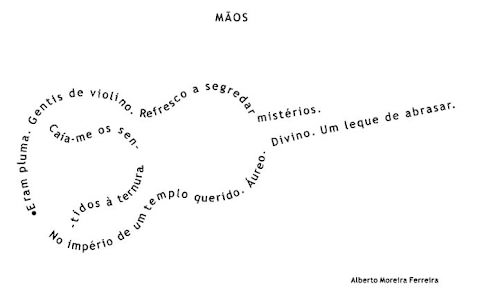 MÃOS
•Eram pluma. Gentis de violino. Refresco a segredar mistérios.
Caía-me os sen-
-tidos à ternura.
No império de um templo querido. Áureo. Divino. Um leque de abrasar.
Alberto Moreira Ferreira